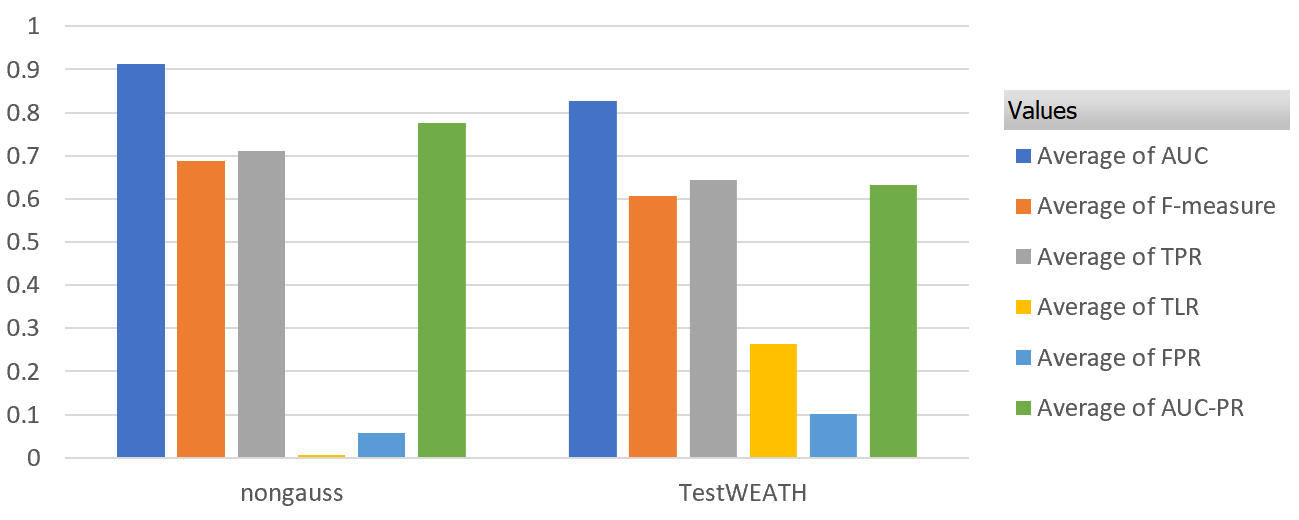 1
0.9
0.8
0.7
0.6
0.5
0.4
0.3
0.2
0.1
0
nongauss
TestWEATH
Values
Average of AUC
Average of F-measure
Average of TPR
Average of TLR
Average of FPR
Average of AUC-PR